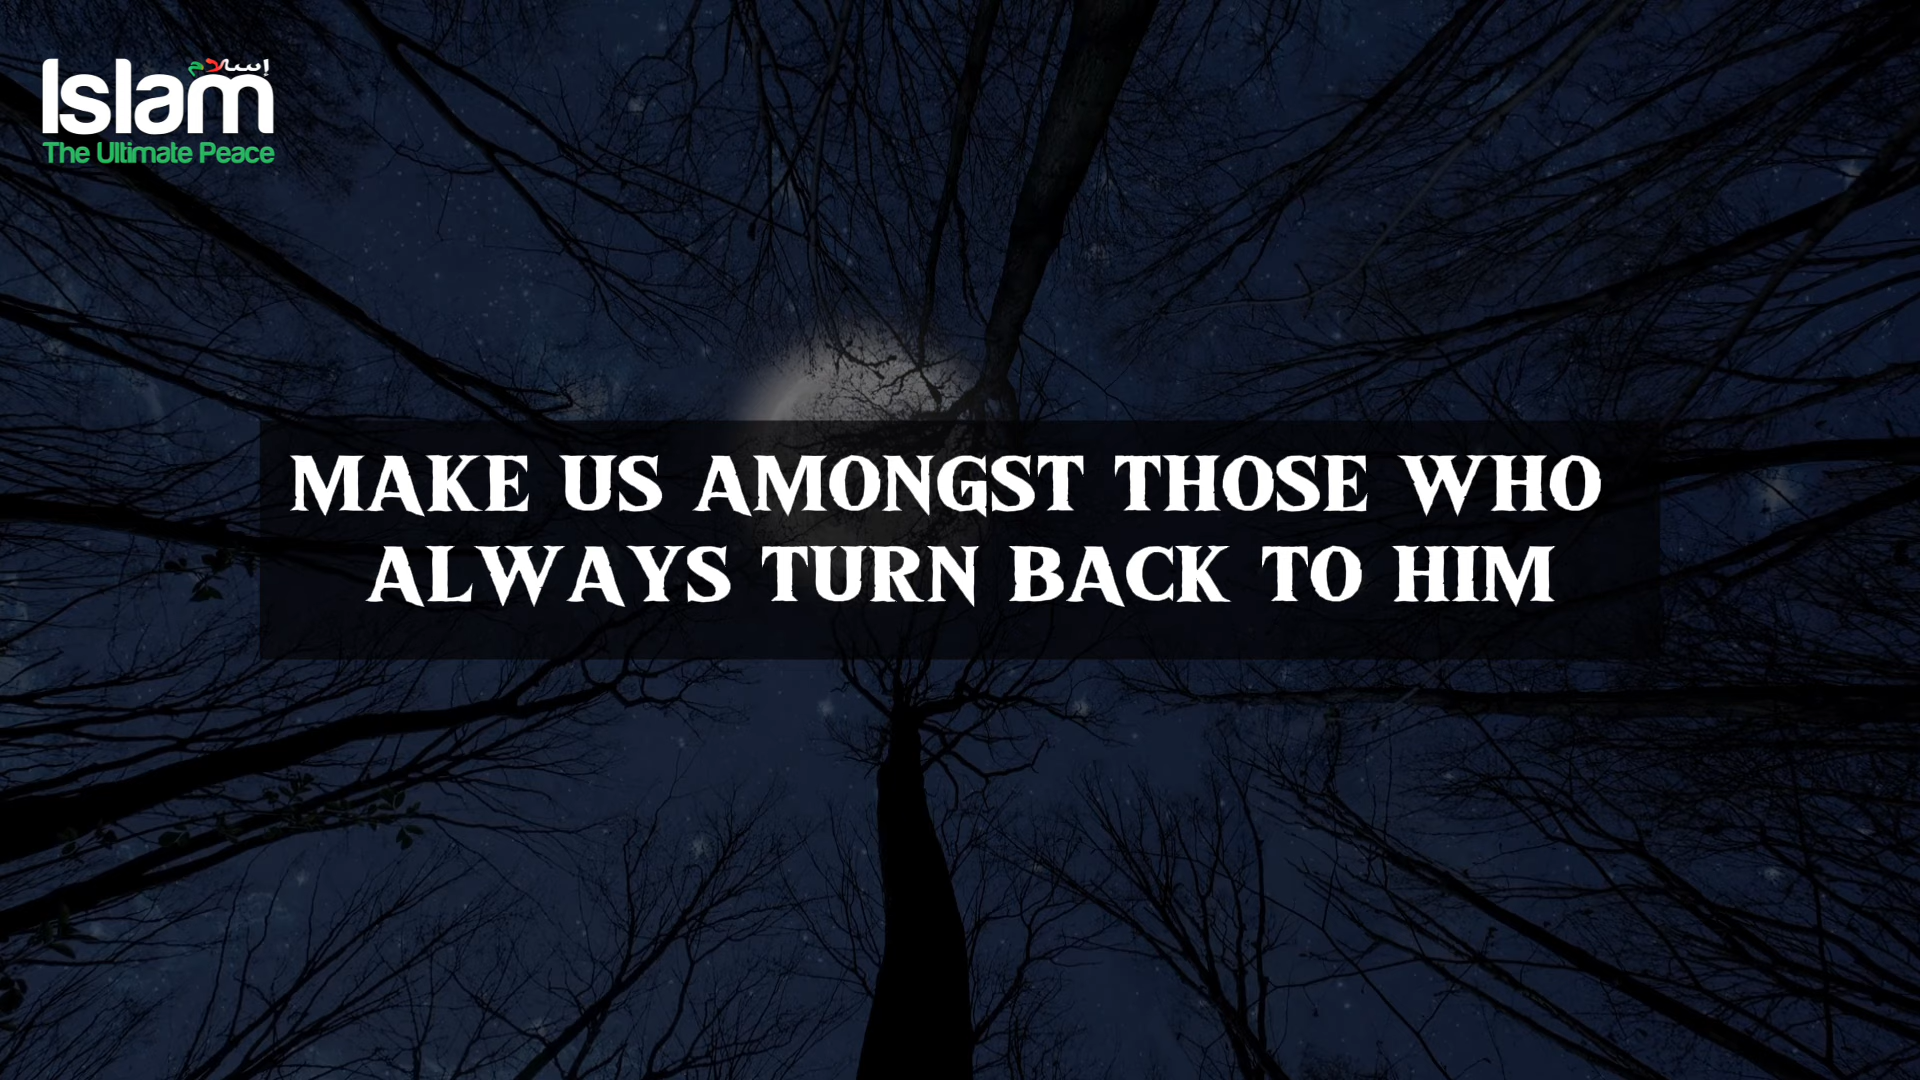 إسلام
Islam
The Ultimate Peace
MAKE US AMONGST THOSE WHO
ALWAYS TURN BACK TO HIM